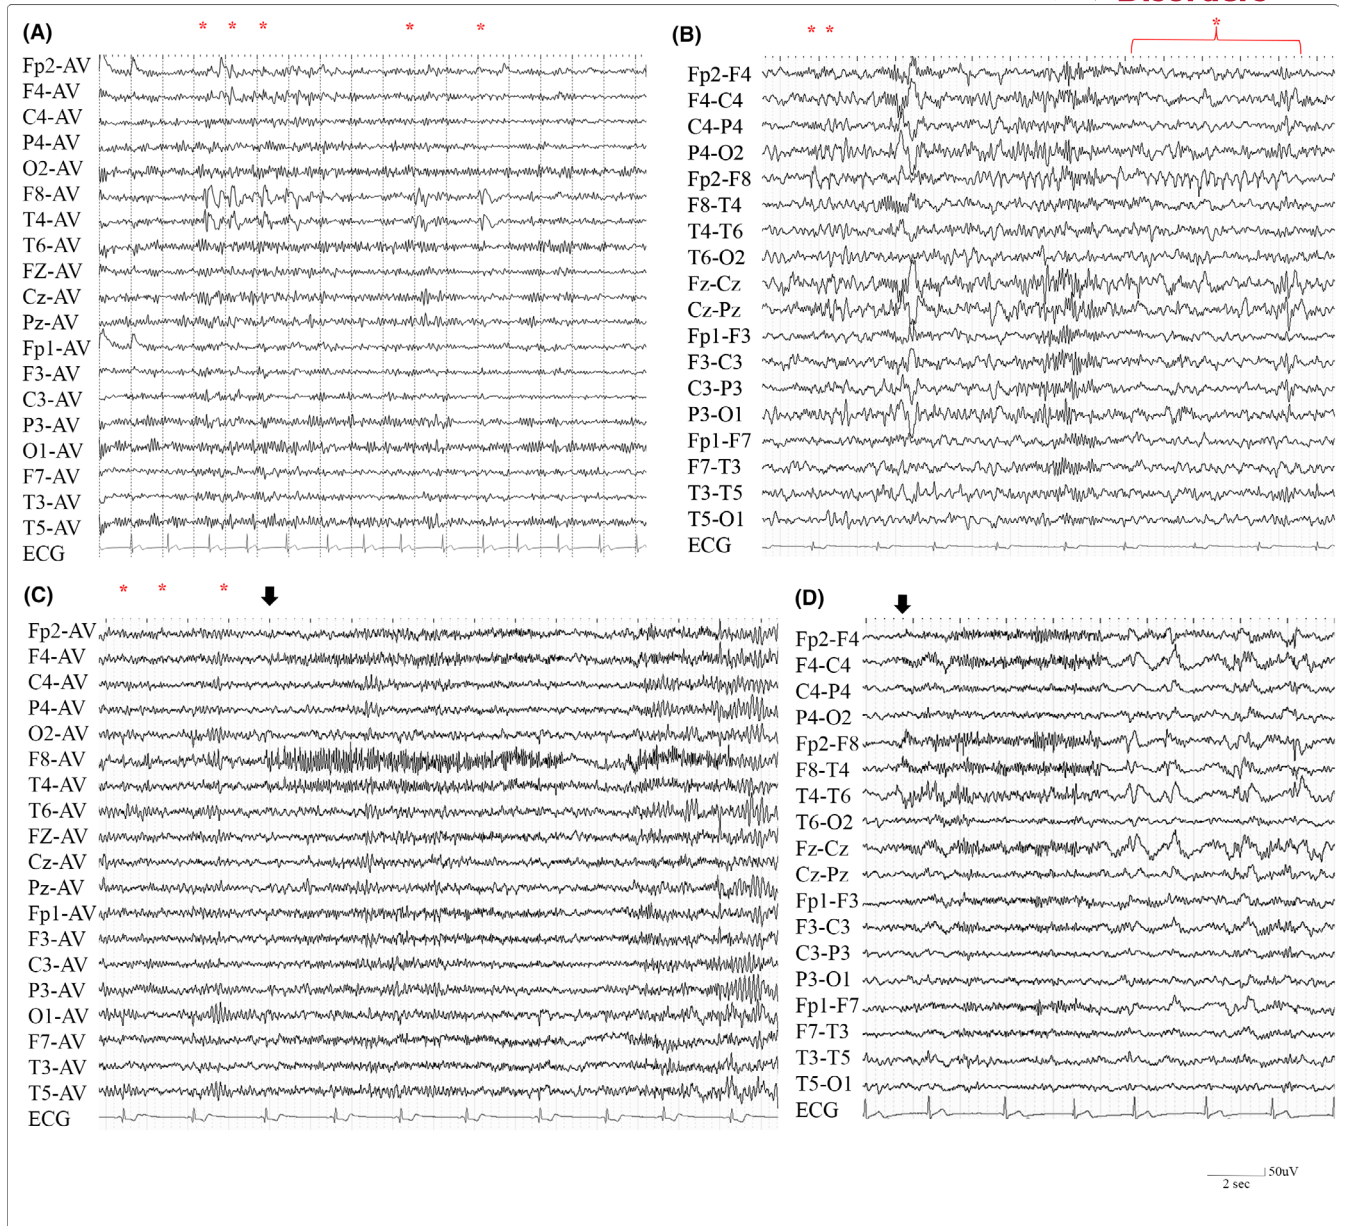 (A)
* * * * *
Fp2-AV
F4-AV
C4-AV
P4-AV
O2-AV
F8-AV
T4-AV
T6-AV
FZ-AV
Cz-AV
Pz-AV
Fp1-AV
F3-AV
C3-AV
P3-AV
O1-AV
F7-AV
T3-AV
T5-AV
ECG
(B)
* * *
Fp2-F4
F4-C4
C4-P4
P4-O2
Fp2-F8
F8-T4
T4-T6
T6-O2
Fz-Cz
Cz-Pz
Fp1-F3
F3-C3
C3-P3
P3-O1
Fp1-F7
F7-T3
T3-T5
T5-O1
ECG
(C)
* * *
Fp2-AV
F4-AV
C4-AV
P4-AV
O2-AV
F8-AV
T4-AV
T6-AV
FZ-AV
Cz-AV
Pz-AV
Fp1-AV
F3-AV
C3-AV
P3-AV
O1-AV
F7-AV
T3-AV
T5-AV
ECG
(D)
Fp2-F4
F4-C4
C4-P4
P4-O2
Fp2-F8
F8-T4
T4-T6
T6-O2
Fz-Cz
Cz-Pz
Fp1-F3
F3-C3
C3-P3
P3-O1
Fp1-F7
F7-T3
T3-T5
T5-O1
ECG
50uV
2 sec